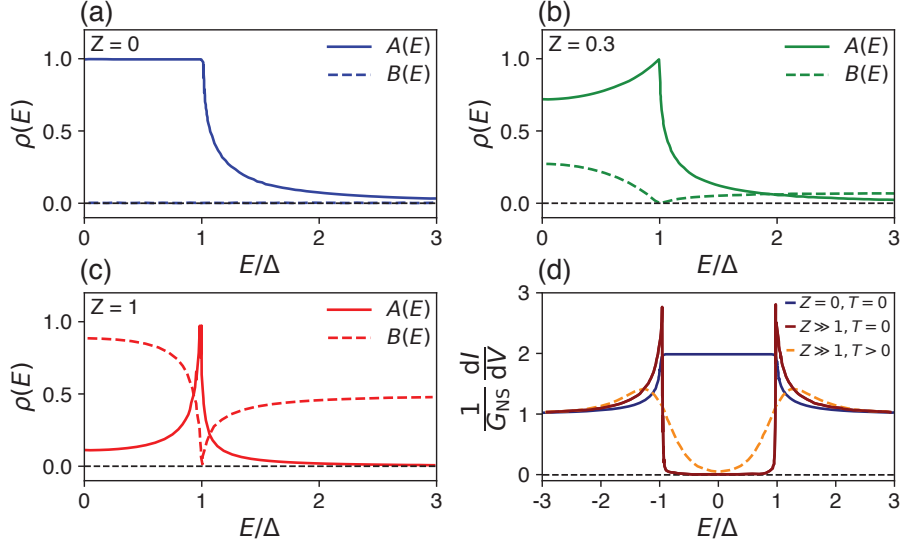 (a)
Z = 0
A(E)
B(E)
ρ(E)
1.0
0.5
0.0
0
1
2
3
E/Δ
(b)
Z = 0.3
A(E)
B(E)
ρ(E)
1.0
0.5
0.0
0
1
2
3
E/Δ
(c)
Z = 1
A(E)
B(E)
ρ(E)
1.0
0.5
0.0
0
1
2
3
E/Δ
(d)
Z = 0, T = 0
Z ≫ 1, T = 0
Z ≫ 1, T > 0
1/G_NS dI/dV
3
2
1
0
-3
-2
-1
0
1
2
3
E/Δ